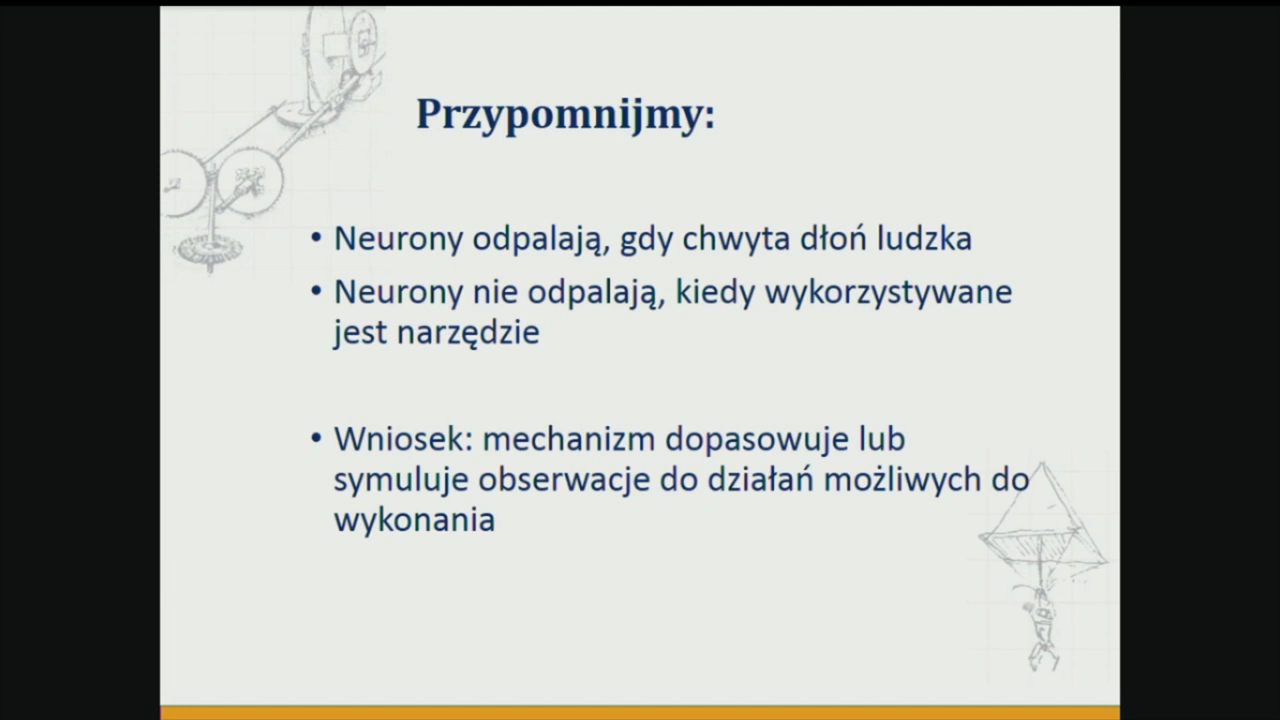 Przypomnijmy:
• Neurony odpalają, gdy chwyta dłoń ludzka
• Neurony nie odpalają, kiedy wykorzystywane
jest narzędzie
• Wniosek: mechanizm dopasowuje lub
symuluje obserwacje do działań możliwych do
wykonania